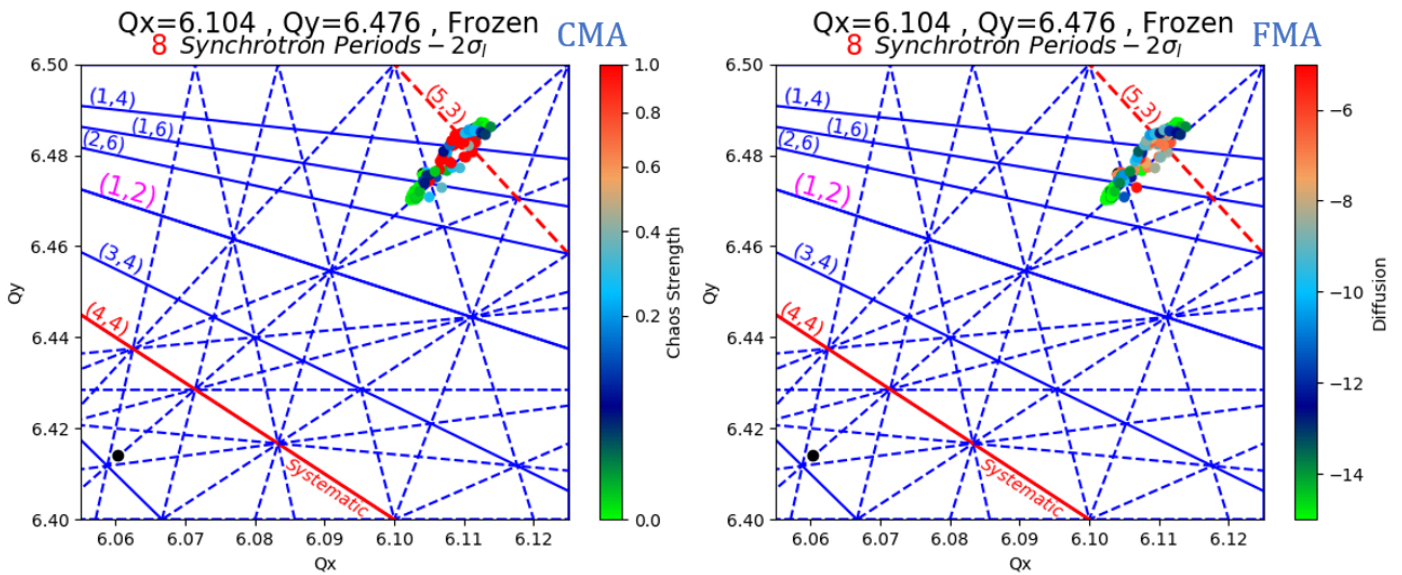 Qx=6.104 , Qy=6.476 , Frozen
8 Synchrotron Periods − 2σl
CMA
6.50
6.48
6.46
6.44
6.42
6.40
Qy
(1,4)
(1,6)
(2,6)
(1,2)
(3,4)
(4,4)
(5,3)
Systematic
6.06 6.07 6.08 6.09 6.10 6.11 6.12
Qx
1.0
0.8
0.6
0.4
0.2
0.0
Chaos Strength
Qx=6.104 , Qy=6.476 , Frozen
8 Synchrotron Periods − 2σl
FMA
6.50
6.48
6.46
6.44
6.42
6.40
Qy
(1,4)
(1,6)
(2,6)
(1,2)
(3,4)
(4,4)
(5,3)
Systematic
6.06 6.07 6.08 6.09 6.10 6.11 6.12
Qx
−6
−8
−10
−12
−14
Diffusion